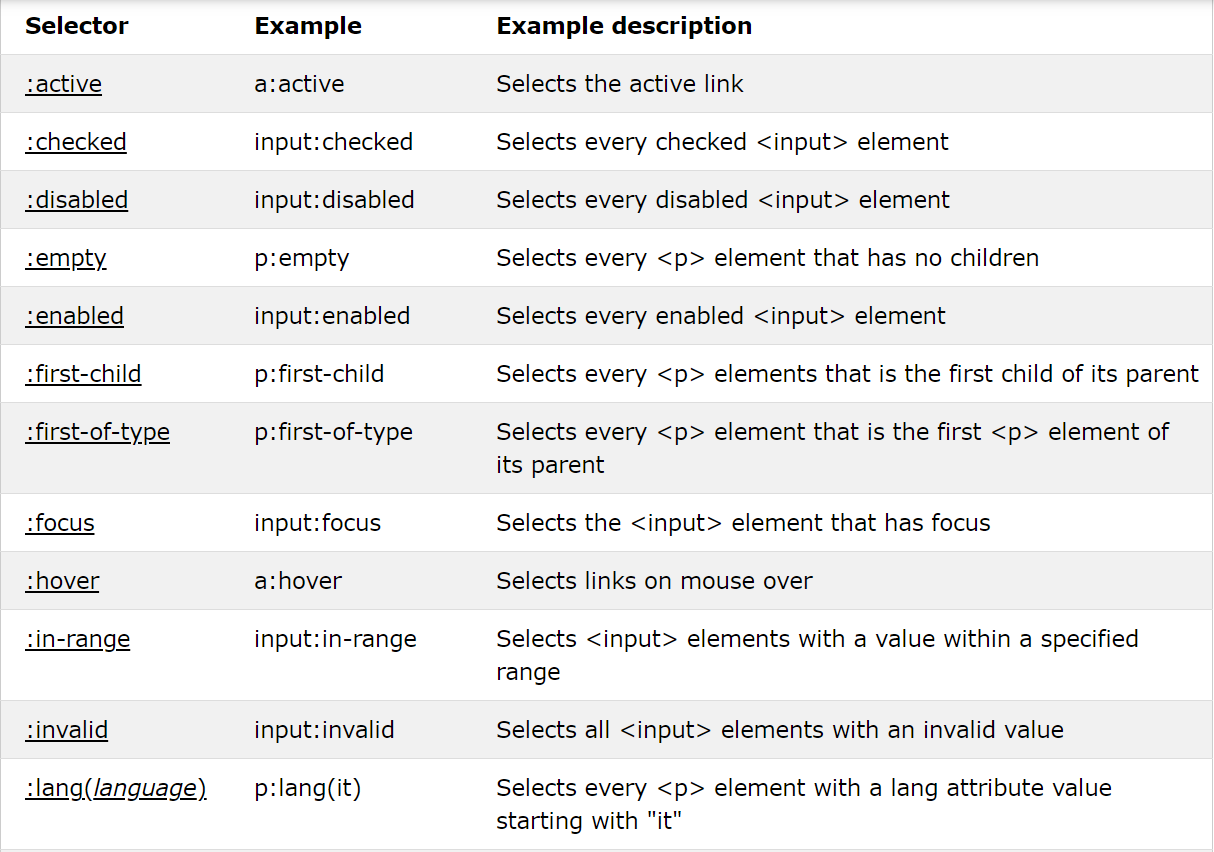 Selector Example Example description
:active a:active Selects the active link
:checked input:checked Selects every checked <input> element
:disabled input:disabled Selects every disabled <input> element
:empty p:empty Selects every <p> element that has no children
:enabled input:enabled Selects every enabled <input> element
:first-child p:first-child Selects every <p> elements that is the first child of its parent
:first-of-type p:first-of-type Selects every <p> element that is the first <p> element of
its parent
:focus input:focus Selects the <input> element that has focus
:hover a:hover Selects links on mouse over
:in-range input:in-range Selects <input> elements with a value within a specified
range
:invalid input:invalid Selects all <input> elements with an invalid value
:lang(language) p:lang(it) Selects every <p> element with a lang attribute value
starting with "it"